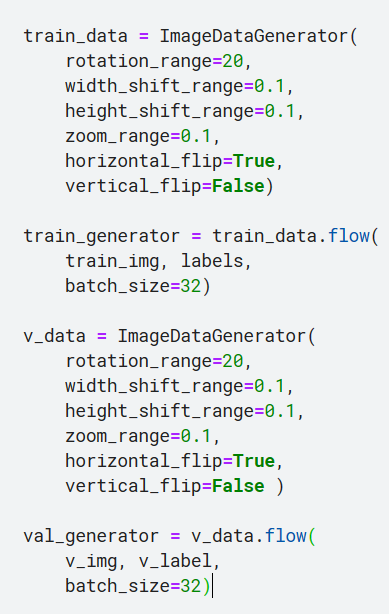 train_data = ImageDataGenerator(
    rotation_range=20,
    width_shift_range=0.1,
    height_shift_range=0.1,
    zoom_range=0.1,
    horizontal_flip=True,
    vertical_flip=False)

train_generator = train_data.flow(
    train_img, labels,
    batch_size=32)

v_data = ImageDataGenerator(
    rotation_range=20,
    width_shift_range=0.1,
    height_shift_range=0.1,
    zoom_range=0.1,
    horizontal_flip=True,
    vertical_flip=False )

val_generator = v_data.flow(
    v_img, v_label,
    batch_size=32)